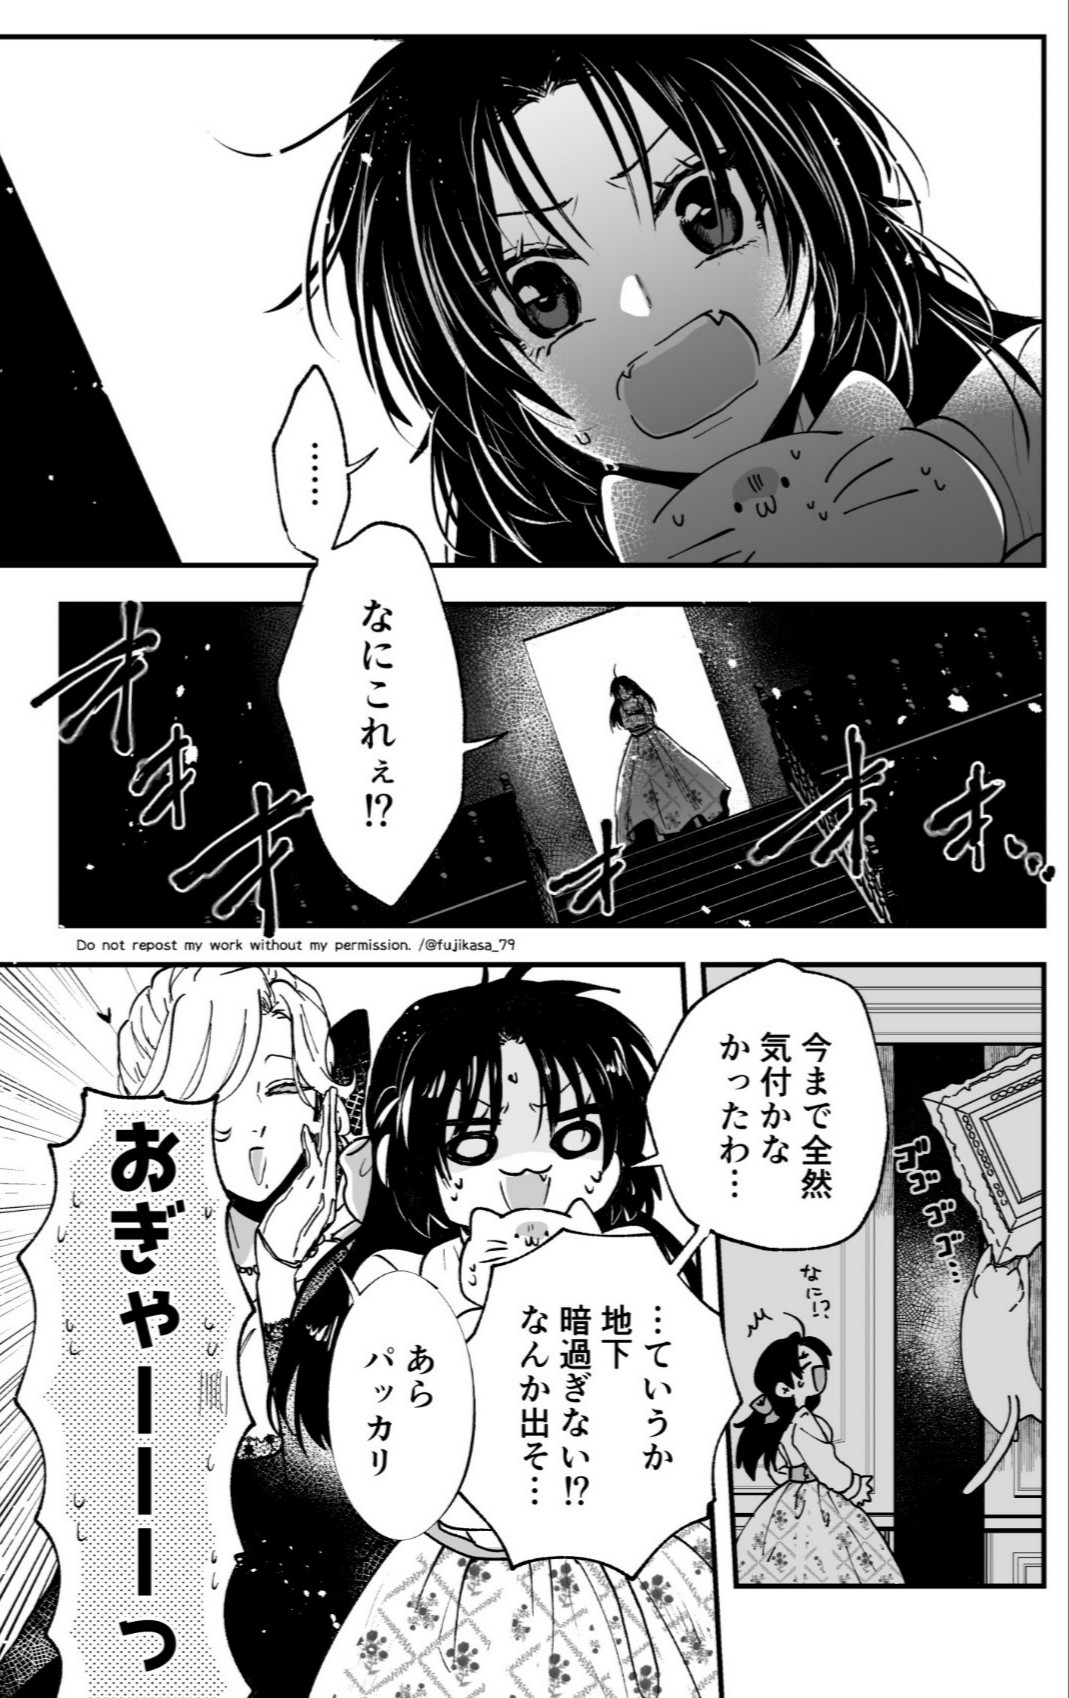 ……
なにこれぇ⁉
オオオオオオ…
Do not repost my work without my permission. /@fujikasa_79
今まで全然
気付かな
かったわ…
ゴゴゴゴゴ…
なに!?
…ていうか
地下
暗過ぎない⁉
なんか出そ…
あら
パッカリ
おぎゃーーーーっ